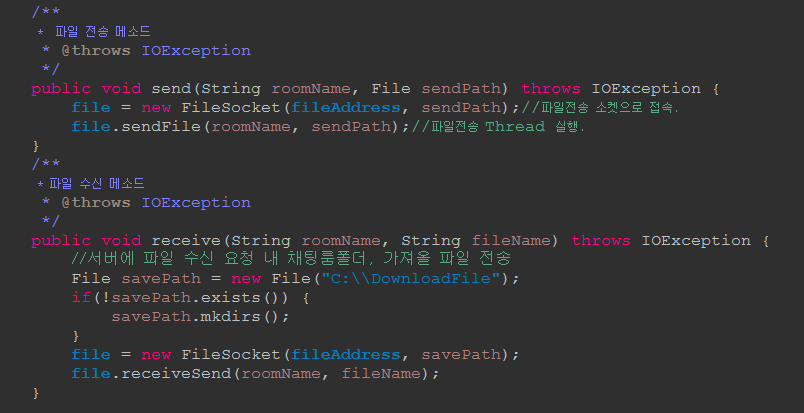 /**
* 파일 전송 메소드
* @throws IOException
*/
public void send(String roomName, File sendPath) throws IOException {
file = new FileSocket(fileAddress, sendPath);//파일전송 소켓으로 접속.
file.sendFile(roomName, sendPath);//파일전송 Thread 실행.
}
/**
* 파일 수신 메소드
* @throws IOException
*/
public void receive(String roomName, String fileName) throws IOException {
//서버에 파일 수신 요청 내 채팅룸폴더, 가져올 파일 전송
File savePath = new File("C:\\DownloadFile");
if(!savePath.exists()) {
savePath.mkdirs();
}
file = new FileSocket(fileAddress, savePath);
file.receiveSend(roomName, fileName);
}